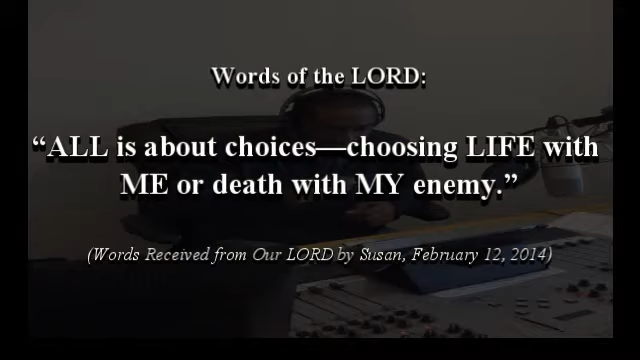 Words of the LORD:
“ALL is about choices—choosing LIFE with
ME or death with MY enemy.”
(Words Received from Our LORD by Susan, February 12, 2014)